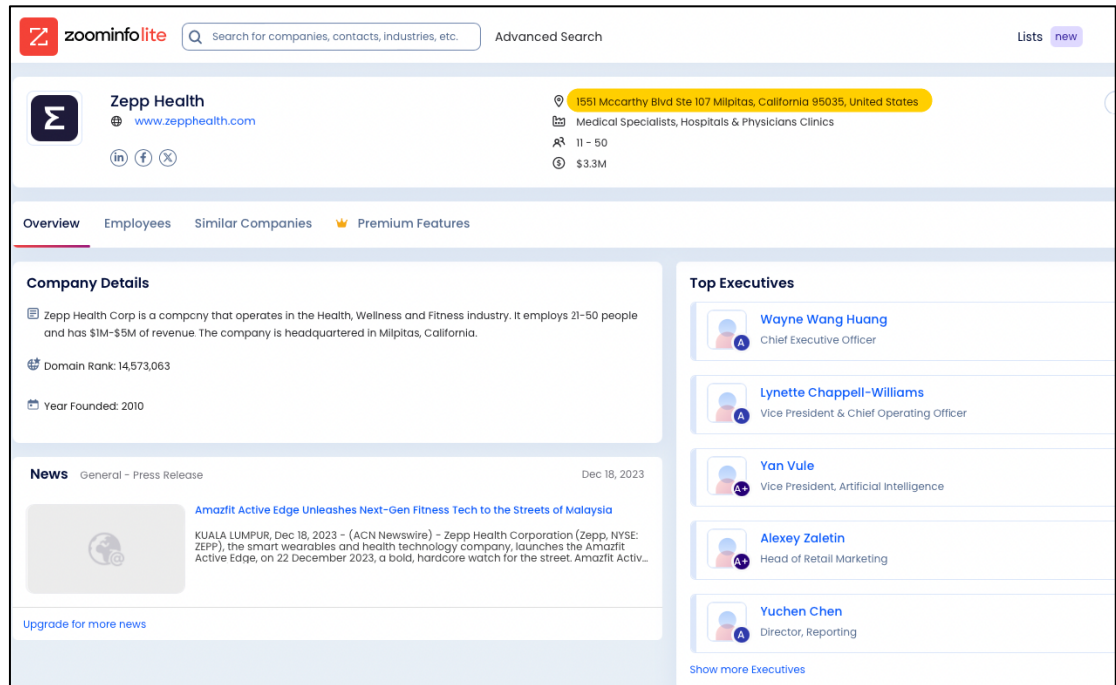 zoominfolite
Search for companies, contacts, industries, etc.
Advanced Search
Lists new
Zepp Health
www.zepphealth.com
1551 Mccarthy Blvd Ste 107 Milpitas, California 95035, United States
Medical Specialists, Hospitals & Physicians Clinics
11 - 50
$3.3M
Overview Employees Similar Companies Premium Features
Company Details
Zepp Health Corp is a company that operates in the Health, Wellness and Fitness industry. It employs 21-50 people
and has $1M-$5M of revenue. The company is headquartered in Milpitas, California.
Domain Rank: 14,573,063
Year Founded: 2010
News General - Press Release Dec 18, 2023
Amazfit Active Edge Unleashes Next-Gen Fitness Tech to the Streets of Malaysia
KUALA LUMPUR, Dec 18, 2023 - (ACN Newswire) - Zepp Health Corporation (Zepp, NYSE:
ZEPP), the smart wearables and health technology company, launches the Amazfit
Active Edge, on 22 December 2023, a bold, hardcore watch for the street. Amazfit Activ...
Upgrade for more news
Top Executives
Wayne Wang Huang
A
Chief Executive Officer
Lynette Chappell-Williams
A
Vice President & Chief Operating Officer
Yan Vule
A+
Vice President, Artificial Intelligence
Alexey Zaletin
A+
Head of Retail Marketing
Yuchen Chen
A
Director, Reporting
Show more Executives